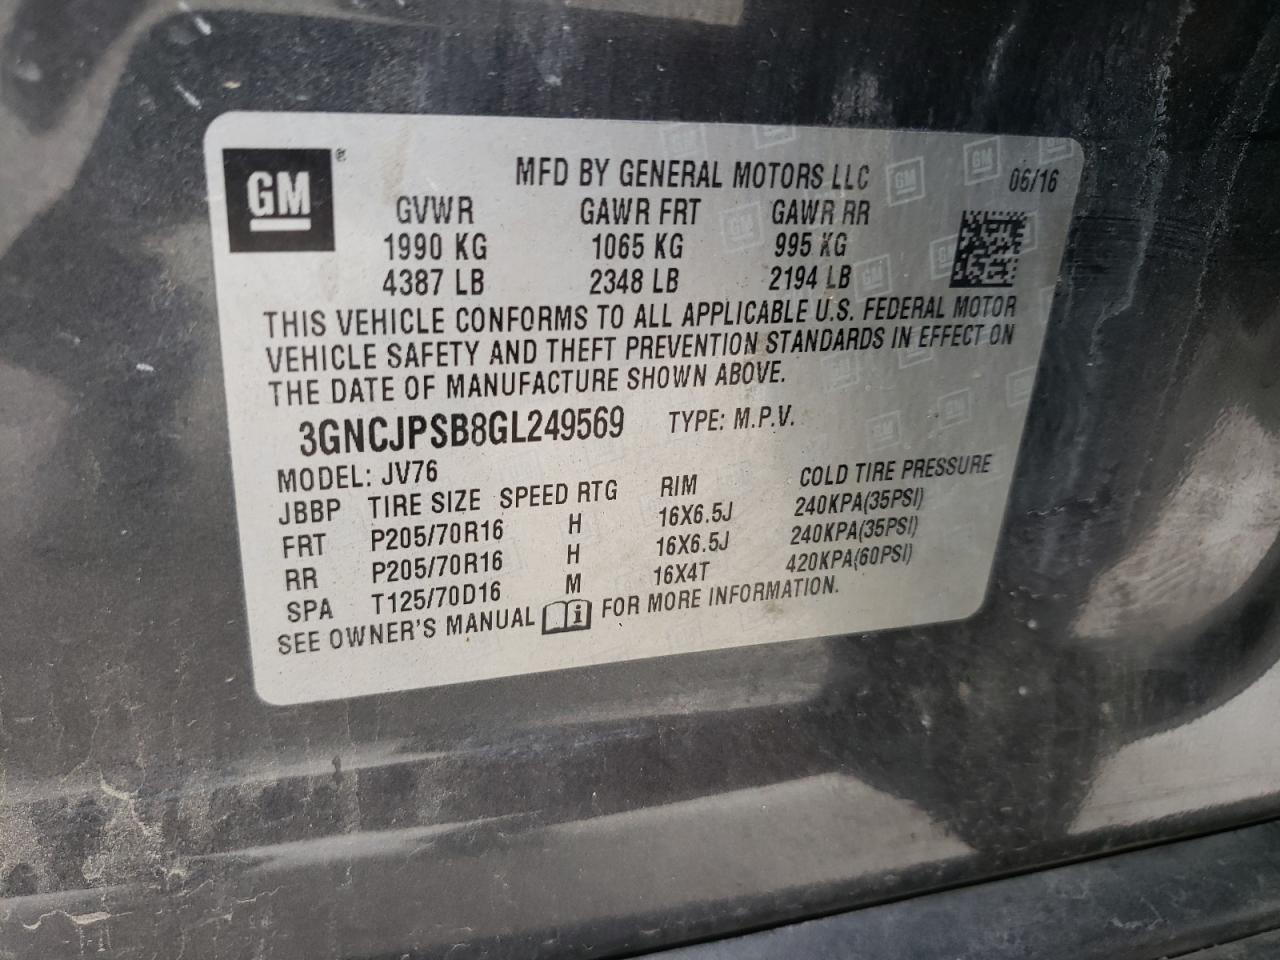 GM ®
MFD BY GENERAL MOTORS LLC 06/16
GVWR GAWR FRT GAWR RR
1990 KG 1065 KG 995 KG
4387 LB 2348 LB 2194 LB
THIS VEHICLE CONFORMS TO ALL APPLICABLE U.S. FEDERAL MOTOR
VEHICLE SAFETY AND THEFT PREVENTION STANDARDS IN EFFECT ON
THE DATE OF MANUFACTURE SHOWN ABOVE.
3GNCJPSB8GL249569 TYPE: M.P.V.
MODEL: JV76
JBBP TIRE SIZE SPEED RTG RIM COLD TIRE PRESSURE
FRT P205/70R16 H 16X6.5J 240KPA(35PSI)
RR P205/70R16 H 16X6.5J 240KPA(35PSI)
SPA T125/70D16 M 16X4T 420KPA(60PSI)
SEE OWNER'S MANUAL i FOR MORE INFORMATION.